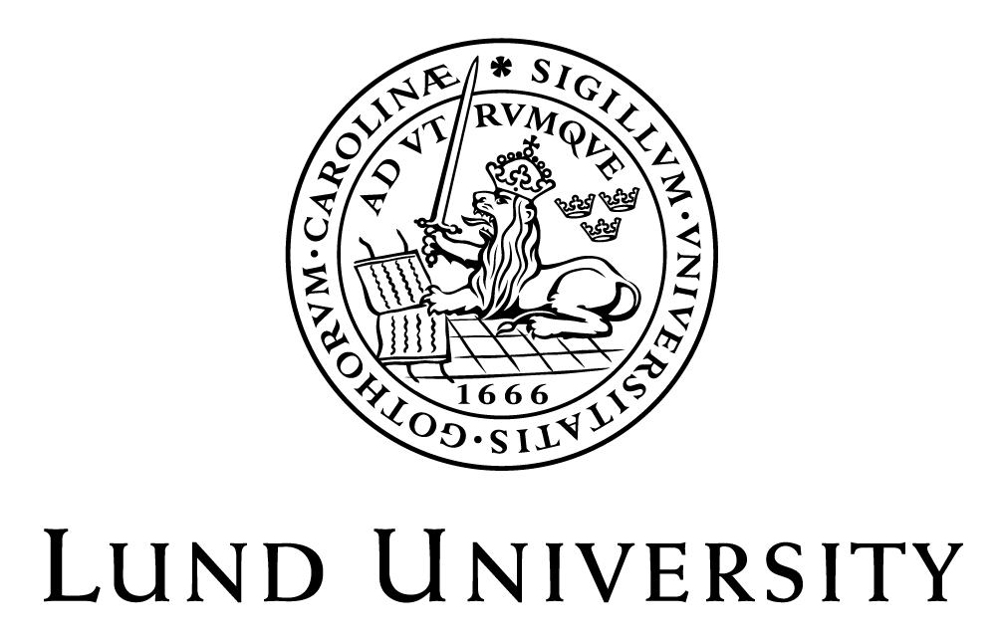 SIGILLVM · VNIVERSITATIS · GOTHORVM · CAROLINÆ
AD VTRVMQVE
1666
LUND UNIVERSITY